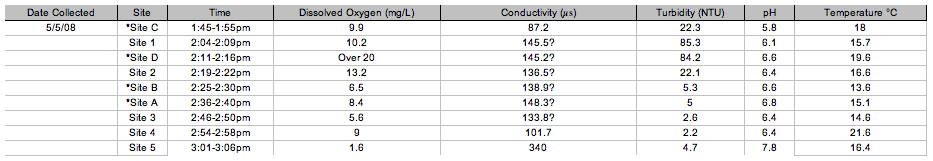 Date Collected Site Time Dissolved Oxygen (mg/L) Conductivity (µs) Turbidity (NTU) pH Temperature °C
5/5/08 *Site C 1:45-1:55pm 9.9 87.2 22.3 5.8 18
Site 1 2:04-2:09pm 10.2 145.5? 85.3 6.1 15.7
*Site D 2:11-2:16pm Over 20 145.2? 84.2 6.6 19.6
Site 2 2:19-2:22pm 13.2 136.5? 22.1 6.4 16.6
*Site B 2:25-2:30pm 6.5 138.9? 5.3 6.6 13.6
*Site A 2:36-2:40pm 8.4 148.3? 5 6.8 15.1
Site 3 2:46-2:50pm 5.6 133.8? 2.6 6.4 14.6
Site 4 2:54-2:58pm 9 101.7 2.2 6.4 21.6
Site 5 3:01-3:06pm 1.6 340 4.7 7.8 16.4